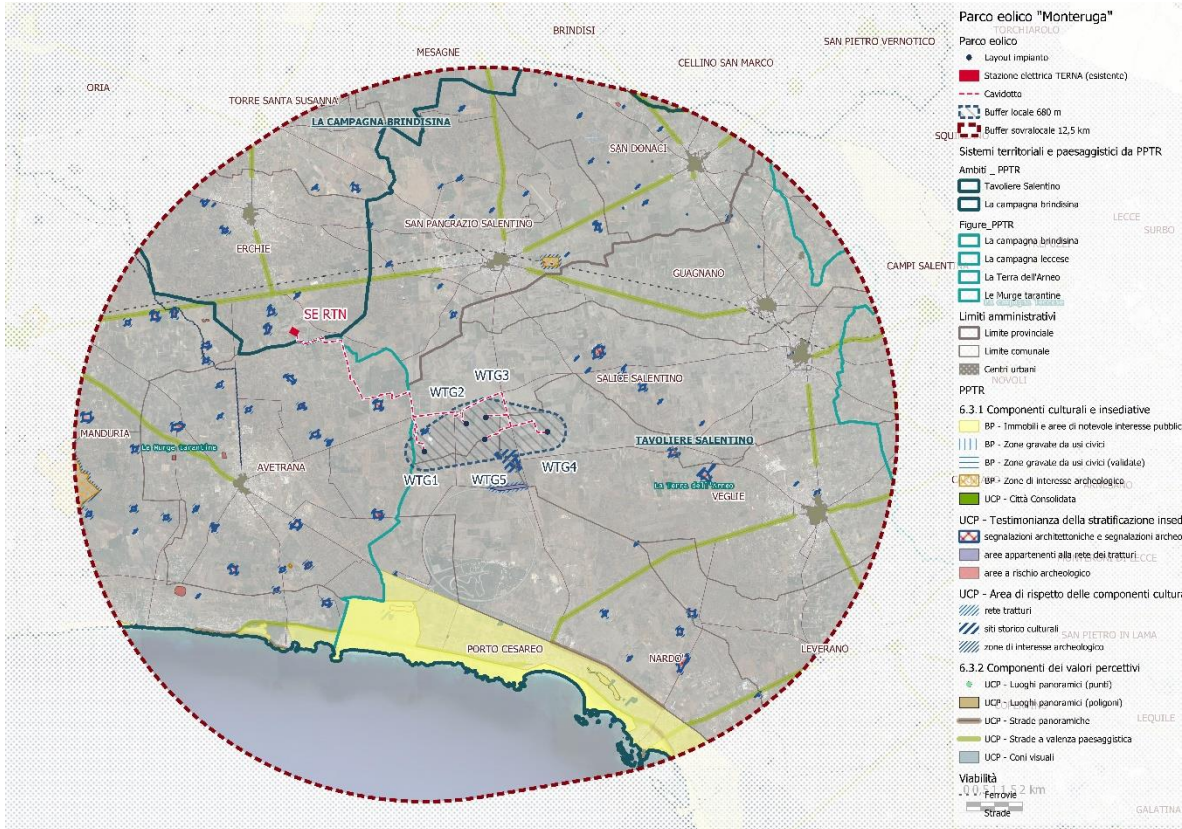 BRINDISI
MESAGNE
SAN PIETRO VERNOTICO
CELLINO SAN MARCO
ORIA
TORRE SANTA SUSANNA
LA CAMPAGNA BRINDISINA
SAN DONACI
SAN PANCRAZIO SALENTINO
ERCHIE
GUAGNANO
CAMPI SALENT
SE RTN
WTG3
WTG2
SALICE SALENTINO
MANDURIA
Le Murge tarantine
TAVOLIERE SALENTINO
AVETRANA
WTG1
WTG5
WTG4
La Terra dell'Arneo
VEGLIE
PORTO CESAREO
NARDO'
LEVERANO
Parco eolico "Monteruga"
TORCHIAROLO
Parco eolico
Layout impianto
Stazione elettrica TERNA (esistente)
Cavidotto
Buffer locale 680 m
Buffer sovralocale 12,5 km
Sistemi territoriali e paesaggistici da PPTR
Ambiti _ PPTR
Tavoliere Salentino
La campagna brindisina
LECCE
Figure_PPTR
SURBO
La campagna brindisina
La campagna leccese
La Terra dell'Arneo
Le Murge tarantine
Limiti amministrativi
Limite provinciale
Limite comunale
Centri urbani
NOVOLI
PPTR
6.3.1 Componenti culturali e insediative
BP - Immobili e aree di notevole interesse pubblic
BP - Zone gravate da usi civici
BP - Zone gravate da usi civici (validate)
BP - Zone di interesse archeologico
UCP - Città Consolidata
UCP - Testimonianza della stratificazione insed
segnalazioni architettoniche e segnalazioni archeo
aree appartenenti alla rete dei tratturi
aree a rischio archeologico
UCP - Area di rispetto delle componenti cultura
rete tratturi
siti storico culturali
SAN PIETRO IN LAMA
zone di interesse archeologico
6.3.2 Componenti dei valori percettivi
UCP - Luoghi panoramici (punti)
UCP - Luoghi panoramici (poligoni)
UCP - Strade panoramiche
LEQUILE
UCP - Strade a valenza paesaggistica
UCP - Coni visuali
Viabilità
Ferrovie
Strade
GALATINA